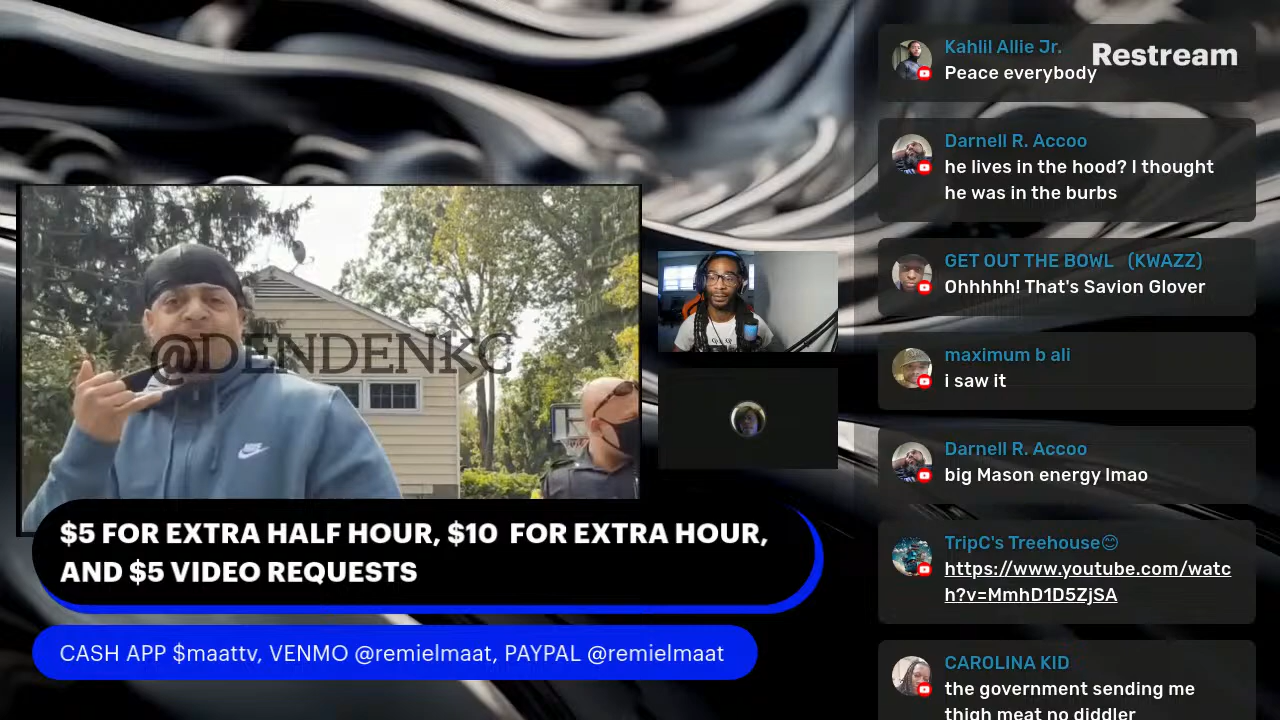 Restream
Kahlil Allie Jr.
Peace everybody
Darnell R. Accoo
he lives in the hood? I thought
he was in the burbs
GET OUT THE BOWL (KWAZZ)
Ohhhhh! That's Savion Glover
maximum b ali
i saw it
Darnell R. Accoo
big Mason energy lmao
TripC's Treehouse😊
https://www.youtube.com/watc
h?v=MmhD1D5ZjSA
CAROLINA KID
the government sending me
thigh meat no diddler
@DENDENKC
$5 FOR EXTRA HALF HOUR, $10 FOR EXTRA HOUR,
AND $5 VIDEO REQUESTS
CASH APP $maattv, VENMO @remielmaat, PAYPAL @remielmaat